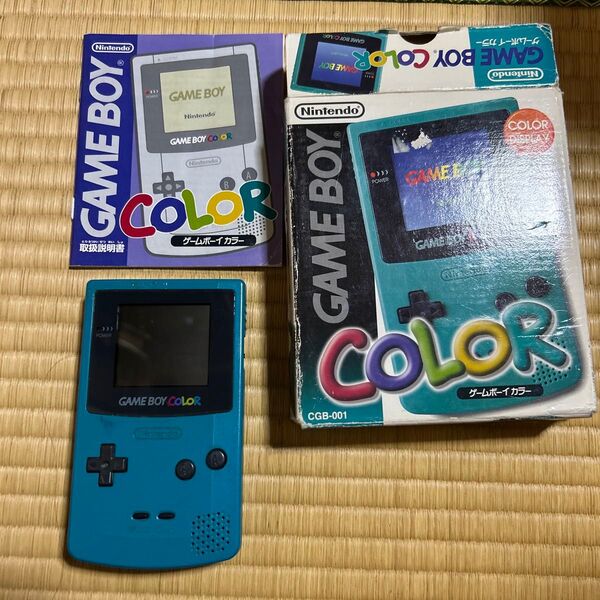 Nintendo
GAME BOY
POWER
GAME BOY
Nintendo
GAME BOY COLOR
Nintendo
B
A
COLOR
ゲームボーイ カラー
取扱説明書
Nintendo
GAME BOY COLOR
ゲームボーイ カラー
Nintendo
GAME BOY
COLOR
DISPLAY
POWER
GAME BOY
Nintendo
COLOR
ゲームボーイ カラー
CGB-001
POWER
GAME BOY COLOR
Nintendo